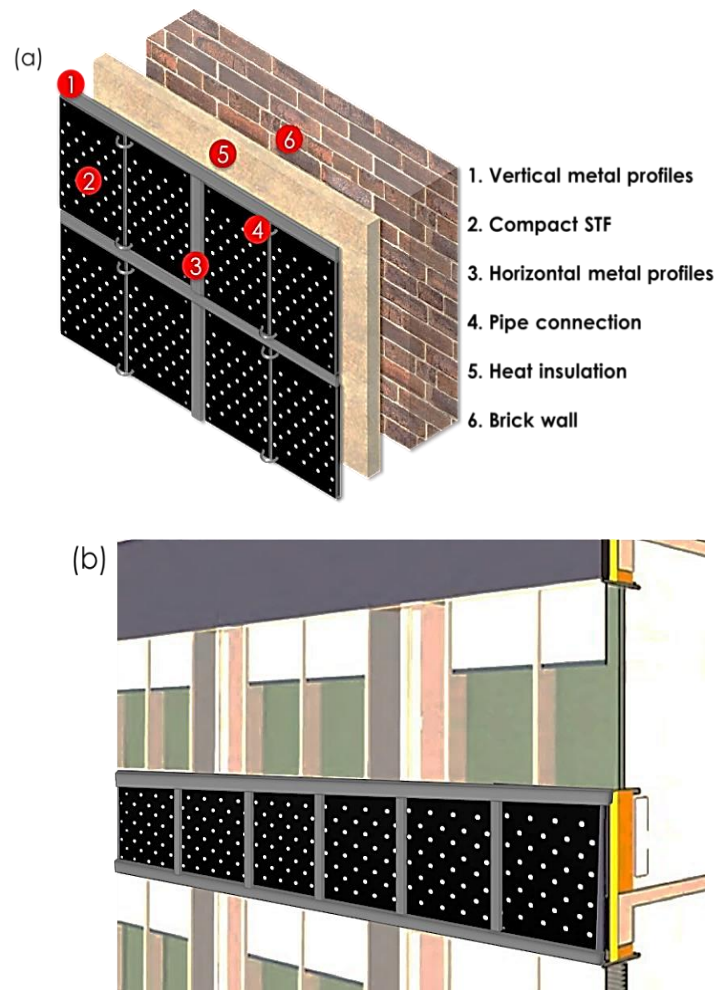 (a)
1
5
6
2
4
3
1. Vertical metal profiles
2. Compact STF
3. Horizontal metal profiles
4. Pipe connection
5. Heat insulation
6. Brick wall
(b)